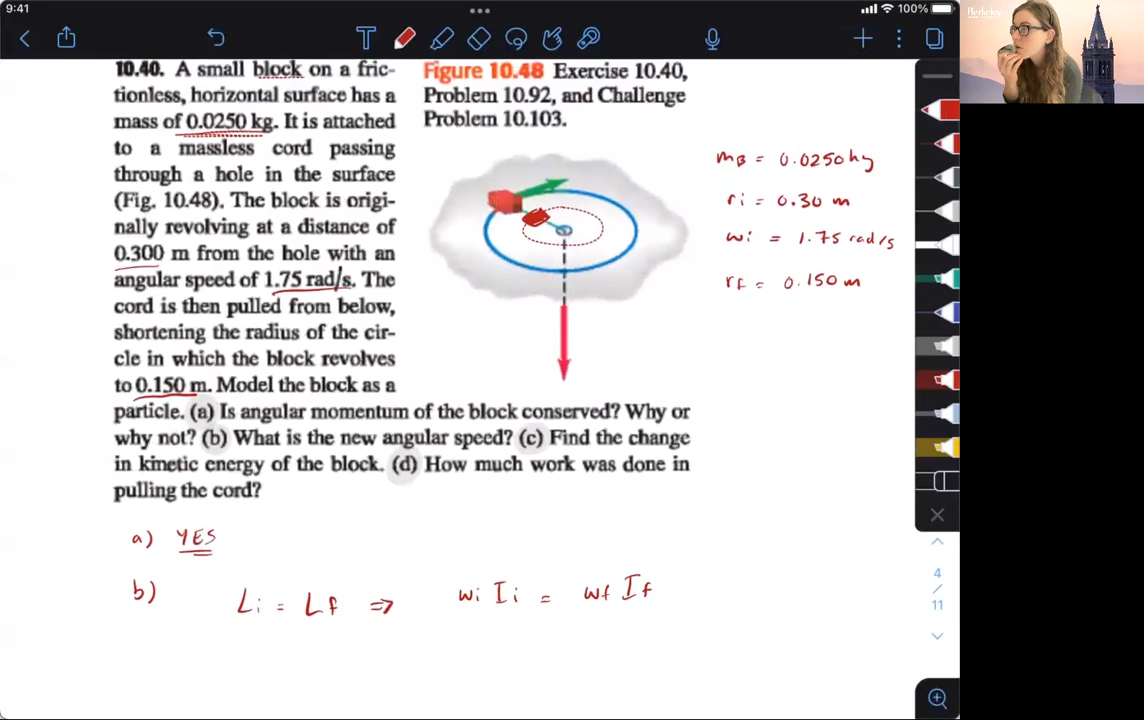 9:41
100%
Berkeley
10.40. A small block on a fric-
tionless, horizontal surface has a
mass of 0.0250 kg. It is attached
to a massless cord passing
through a hole in the surface
(Fig. 10.48). The block is origi-
nally revolving at a distance of
0.300 m from the hole with an
angular speed of 1.75 rad/s. The
cord is then pulled from below,
shortening the radius of the cir-
cle in which the block revolves
to 0.150 m. Model the block as a
particle. (a) Is angular momentum of the block conserved? Why or
why not? (b) What is the new angular speed? (c) Find the change
in kinetic energy of the block. (d) How much work was done in
pulling the cord?
Figure 10.48 Exercise 10.40,
Problem 10.92, and Challenge
Problem 10.103.
mB = 0.0250 kg
ri = 0.30 m
wi = 1.75 rad/s
rf = 0.150 m
a) YES
b) Li = Lf ⇒ wi Ii = wf If
4
/
11